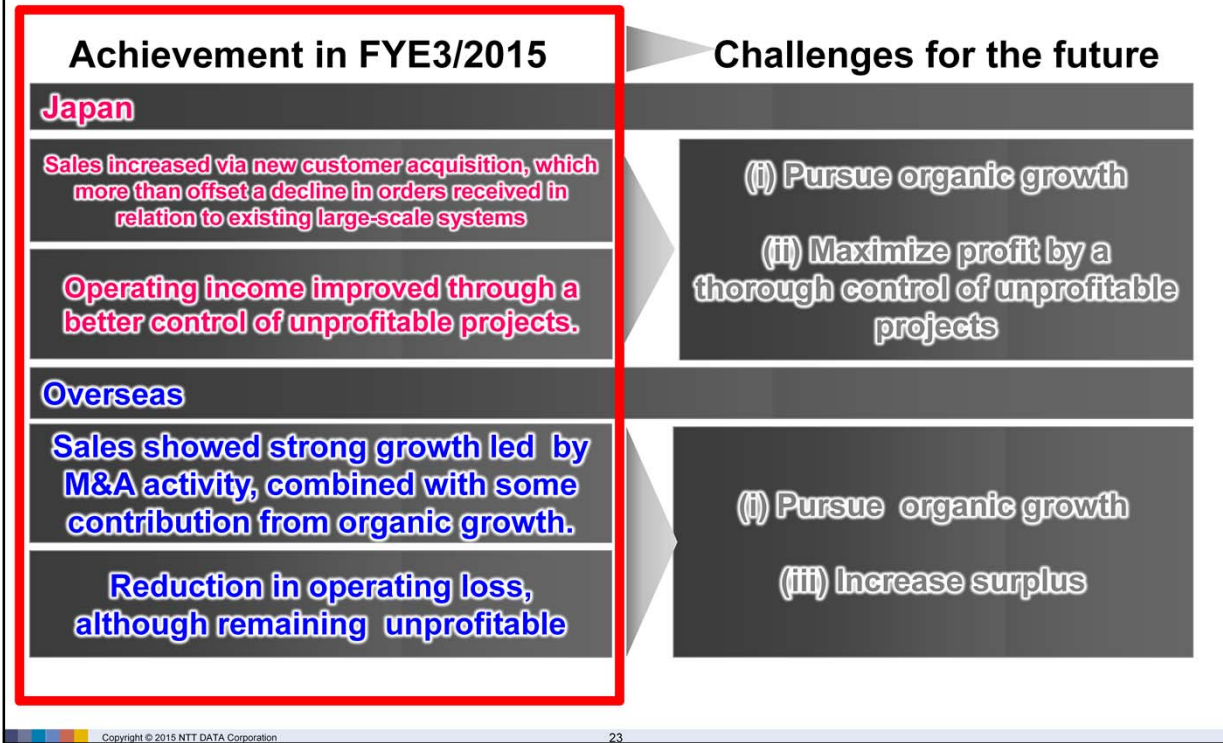 Achievement in FYE3/2015
Challenges for the future
Japan
Sales increased via new customer acquisition, which
more than offset a decline in orders received in
relation to existing large-scale systems
Operating income improved through a
better control of unprofitable projects.
(i) Pursue organic growth
(ii) Maximize profit by a
thorough control of unprofitable
projects
Overseas
Sales showed strong growth led by
M&A activity, combined with some
contribution from organic growth.
Reduction in operating loss,
although remaining unprofitable
(i) Pursue organic growth
(iii) Increase surplus
Copyright © 2015 NTT DATA Corporation
23